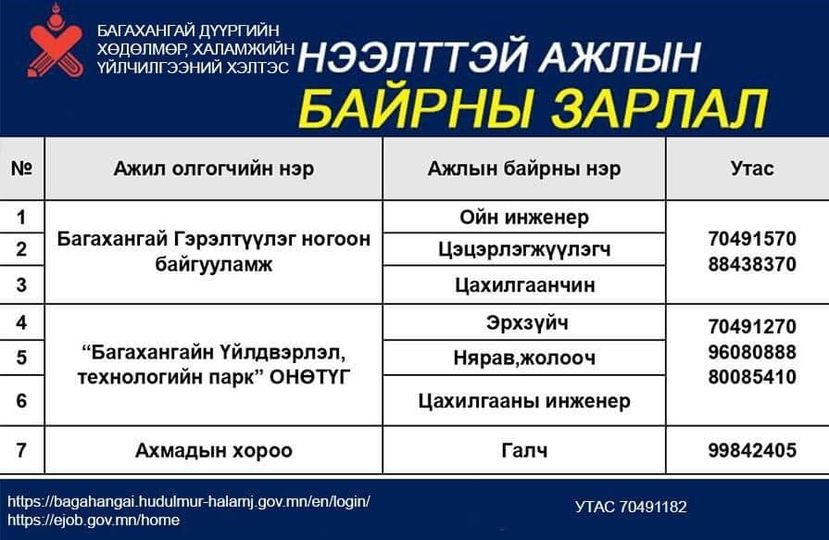 БАГАХАНГАЙ ДҮҮРГИЙН
ХӨДӨЛМӨР, ХАЛАМЖИЙН
ҮЙЛЧИЛГЭЭНИЙ ХЭЛТЭС
НЭЭЛТТЭЙ АЖЛЫН
БАЙРНЫ ЗАРЛАЛ
№ Ажил олгогчийн нэр Ажлын байрны нэр Утас
1 Ойн инженер
2 Багахангай Гэрэлтүүлэг ногоон байгууламж Цэцэрлэгжүүлэгч 70491570 88438370
3 Цахилгаанчин
4 Эрхзүйч
5 “Багахангайн Үйлдвэрлэл, технологийн парк” ОНӨТҮГ Нярав,жолооч 70491270 96080888 80085410
6 Цахилгааны инженер
7 Ахмадын хороо Галч 99842405
https://bagahangai.hudulmur-halamj.gov.mn/en/login/
https://ejob.gov.mn/home
УТАС 70491182